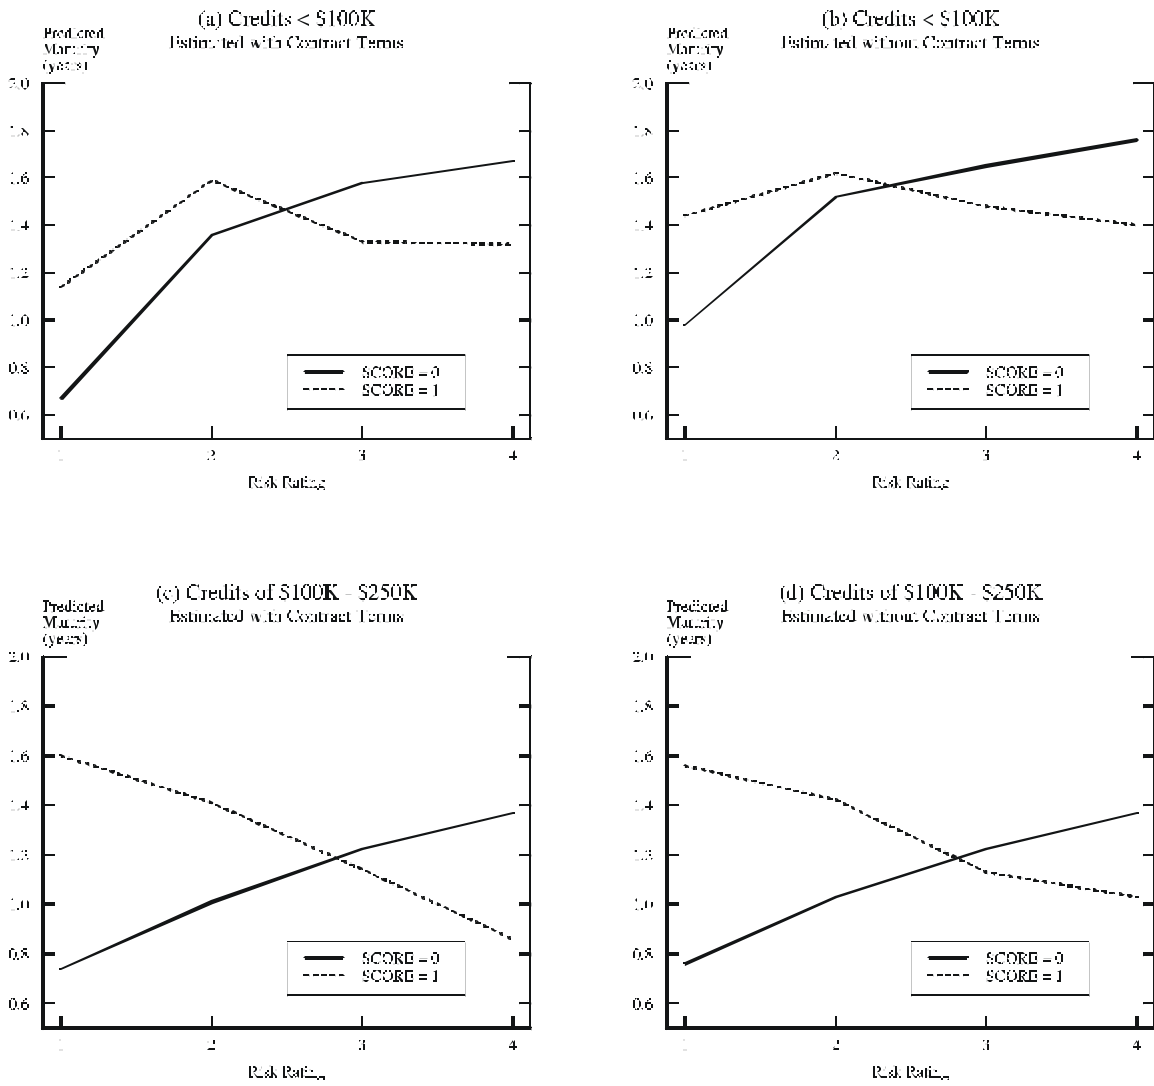 (a) Credits < $100K
Estimated with Contract Terms
Predicted
Maturity
(years)
2.0
1.8
1.6
1.4
1.2
1.0
0.8
0.6
SCORE = 0
SCORE = 1
1 2 3 4
Risk Rating
(b) Credits < $100K
Estimated without Contract Terms
Predicted
Maturity
(years)
2.0
1.8
1.6
1.4
1.2
1.0
0.8
0.6
SCORE = 0
SCORE = 1
1 2 3 4
Risk Rating
(c) Credits of $100K - $250K
Estimated with Contract Terms
Predicted
Maturity
(years)
2.0
1.8
1.6
1.4
1.2
1.0
0.8
0.6
SCORE = 0
SCORE = 1
1 2 3 4
Risk Rating
(d) Credits of $100K - $250K
Estimated without Contract Terms
Predicted
Maturity
(years)
2.0
1.8
1.6
1.4
1.2
1.0
0.8
0.6
SCORE = 0
SCORE = 1
1 2 3 4
Risk Rating